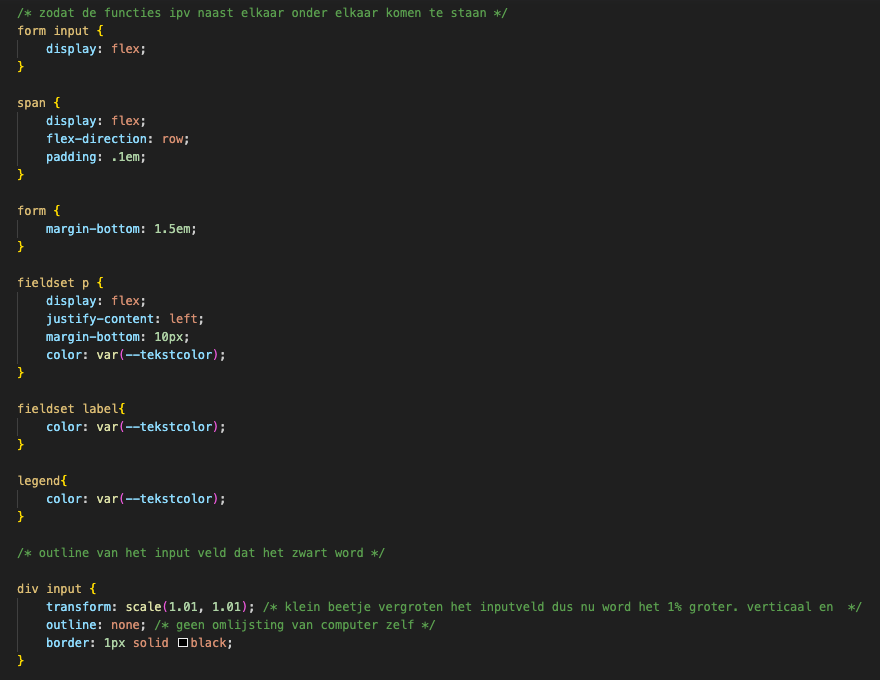 /* zodat de functies ipv naast elkaar onder elkaar komen te staan */
form input {
    display: flex;
}

span {
    display: flex;
    flex-direction: row;
    padding: .1em;
}

form {
    margin-bottom: 1.5em;
}

fieldset p {
    display: flex;
    justify-content: left;
    margin-bottom: 10px;
    color: var(--tekstcolor);
}

fieldset label{
    color: var(--tekstcolor);
}

legend{
    color: var(--tekstcolor);
}

/* outline van het input veld dat het zwart word */

div input {
    transform: scale(1.01, 1.01); /* klein beetje vergroten het inputveld dus nu word het 1% groter. verticaal en  */
    outline: none; /* geen omlijsting van computer zelf */
    border: 1px solid black;
}